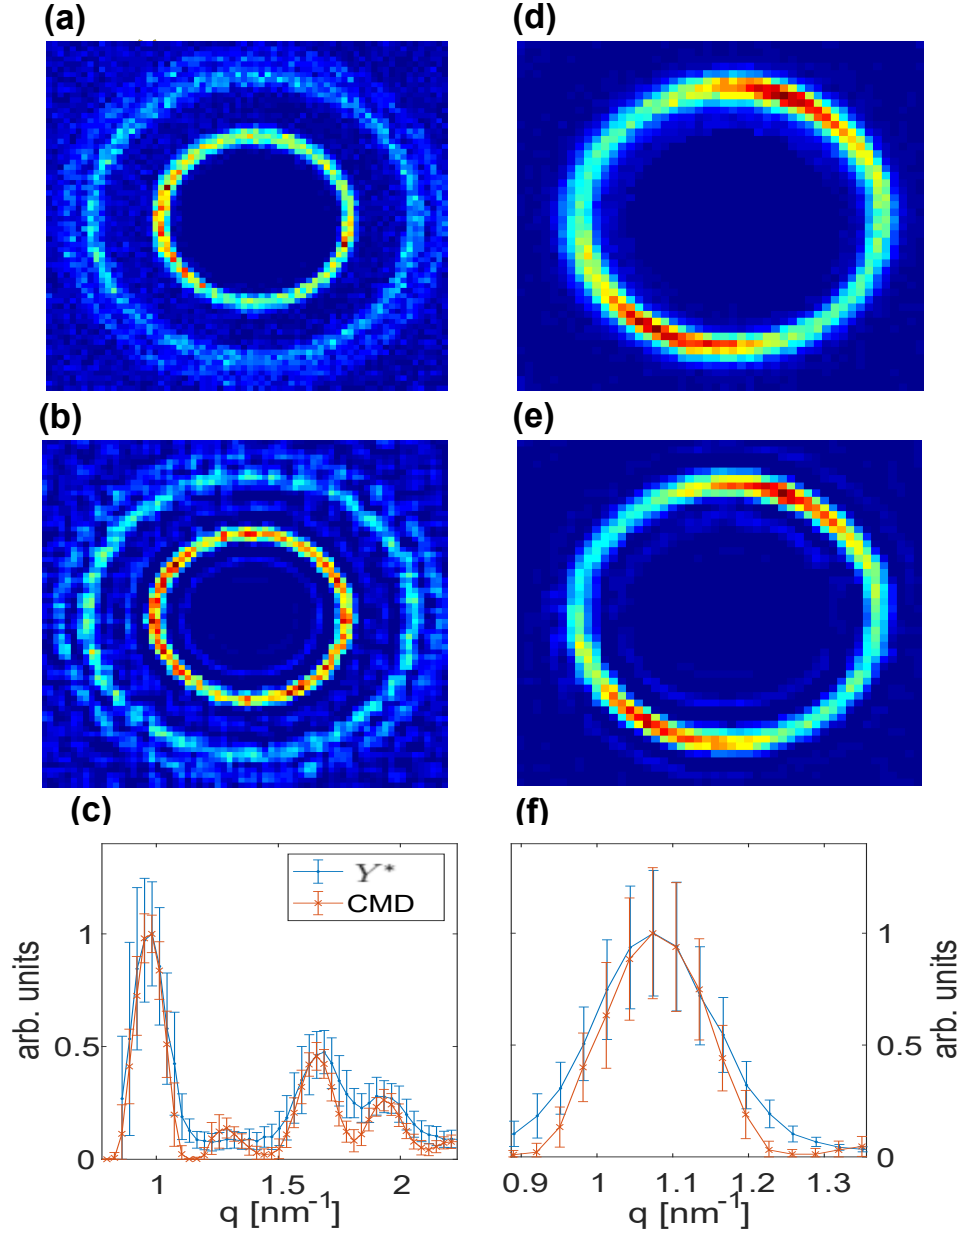 (a)
(d)
(b)
(e)
(c)
(f)
Y*
CMD
1
0.5
0
arb. units
1
1.5
2
q [nm⁻¹]
1
0.5
0
arb. units
0.9
1
1.1
1.2
1.3
q [nm⁻¹]